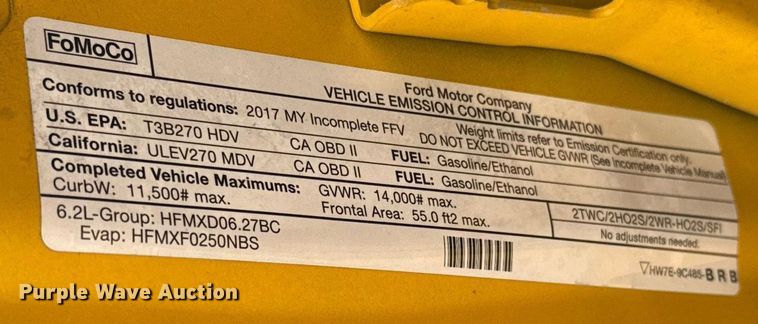 FoMoCo
Ford Motor Company
VEHICLE EMISSION CONTROL INFORMATION
Conforms to regulations: 2017 MY Incomplete FFV
Weight limits refer to Emission Certification only.
DO NOT EXCEED VEHICLE GVWR (See Incomplete Vehicle Manual)
U.S. EPA: T3B270 HDV CA OBD II FUEL: Gasoline/Ethanol
California: ULEV270 MDV CA OBD II FUEL: Gasoline/Ethanol
Completed Vehicle Maximums: GVWR: 14,000# max.
CurbW: 11,500# max. Frontal Area: 55.0 ft2 max.
6.2L-Group: HFMXD06.27BC
Evap: HFMXF0250NBS
2TWC/2HO2S/2WR-HO2S/SFI
No adjustments needed.
▽HW7E-9C485-BRB
Purple Wave Auction